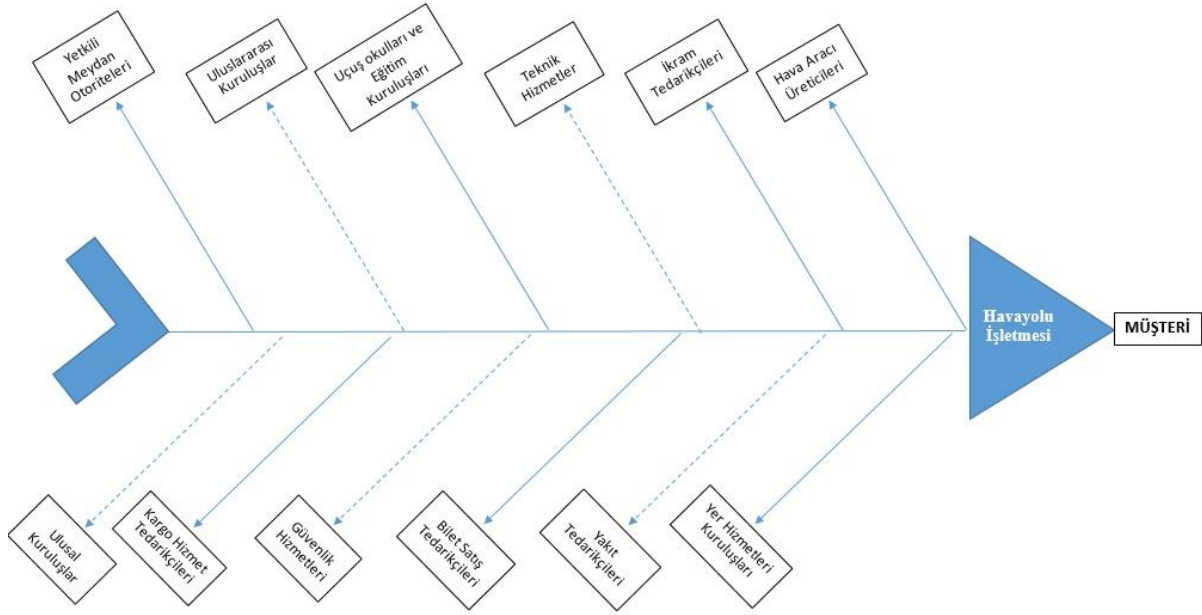 Yetkili
Meydan
Otoriteleri
Uluslararası
Kuruluşlar
Uçuş okulları ve
Eğitim
Kuruluşları
Teknik
Hizmetler
İkram
Tedarikçileri
Hava Aracı
Üreticileri
Havayolu
İşletmesi
MÜŞTERİ
Ulusal
Kuruluşlar
Kargo Hizmet
Tedarikçileri
Güvenlik
Hizmetleri
Bilet Satış
Tedarikçileri
Yakıt
Tedarikçileri
Yer Hizmetleri
Kuruluşları